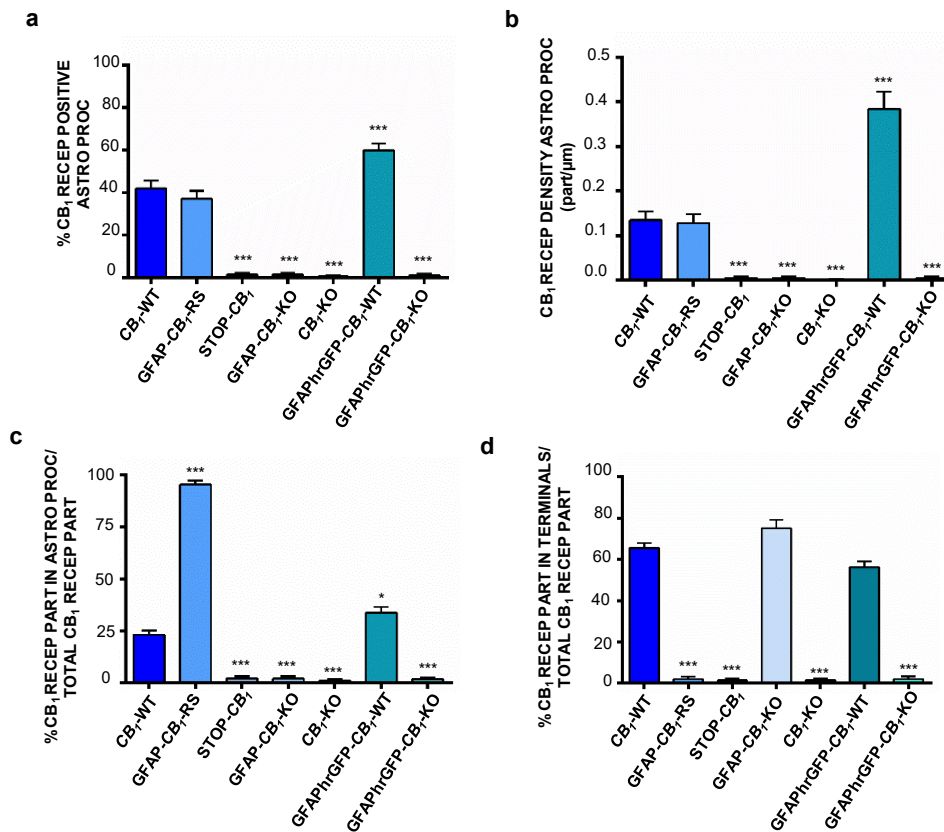 a
%CB₁ RECEP POSITIVE
ASTRO PROC
100
80
60
40
20
0
***
***
***
***
***
CB₁-WT
GFAP-CB₁-RS
STOP-CB₁
GFAP-CB₁-KO
CB₁-KO
GFAPhrGFP-CB₁-WT
GFAPhrGFP-CB₁-KO
b
CB₁ RECEP DENSITY ASTRO PROC
(part/µm)
0.5
0.4
0.3
0.2
0.1
0.0
***
***
***
***
***
CB₁-WT
GFAP-CB₁-RS
STOP-CB₁
GFAP-CB₁-KO
CB₁-KO
GFAPhrGFP-CB₁-WT
GFAPhrGFP-CB₁-KO
c
%CB₁ RECEP PART IN ASTRO PROC/
TOTAL CB₁ RECEP PART
100
75
50
25
0
***
***
***
***
*
***
CB₁-WT
GFAP-CB₁-RS
STOP-CB₁
GFAP-CB₁-KO
CB₁-KO
GFAPhrGFP-CB₁-WT
GFAPhrGFP-CB₁-KO
d
% CB₁ RECEP PART IN TERMINALS/
TOTAL CB₁ RECEP PART
100
80
60
40
20
0
***
***
***
***
CB₁-WT
GFAP-CB₁-RS
STOP-CB₁
GFAP-CB₁-KO
CB₁-KO
GFAPhrGFP-CB₁-WT
GFAPhrGFP-CB₁-KO